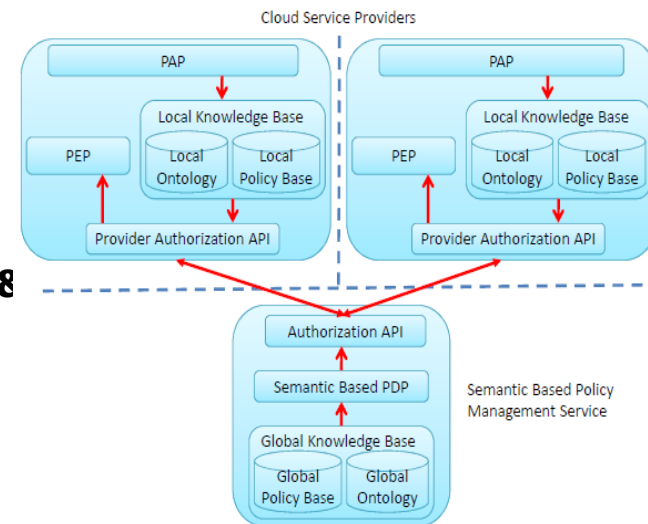 Cloud Service Providers
PAP
Local Knowledge Base
PEP
Local
Ontology
Local
Policy Base
Provider Authorization API
PAP
Local Knowledge Base
PEP
Local
Ontology
Local
Policy Base
Provider Authorization API
&
Authorization API
Semantic Based PDP
Global Knowledge Base
Global
Policy Base
Global
Ontology
Semantic Based Policy
Management Service